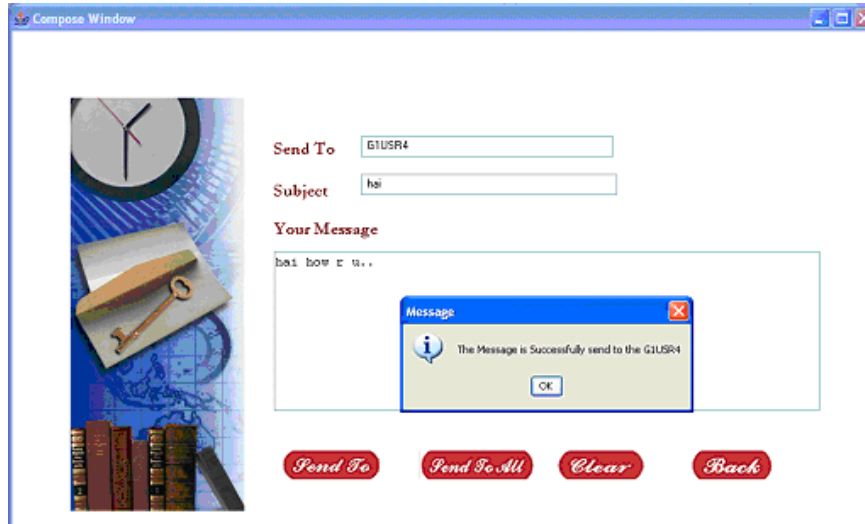 Compose Window
Send To G1USR4
Subject hai
Your Message
hai how r u..
Message
The Message is Successfully send to the G1USR4
OK
Send To Send To All Clear Back